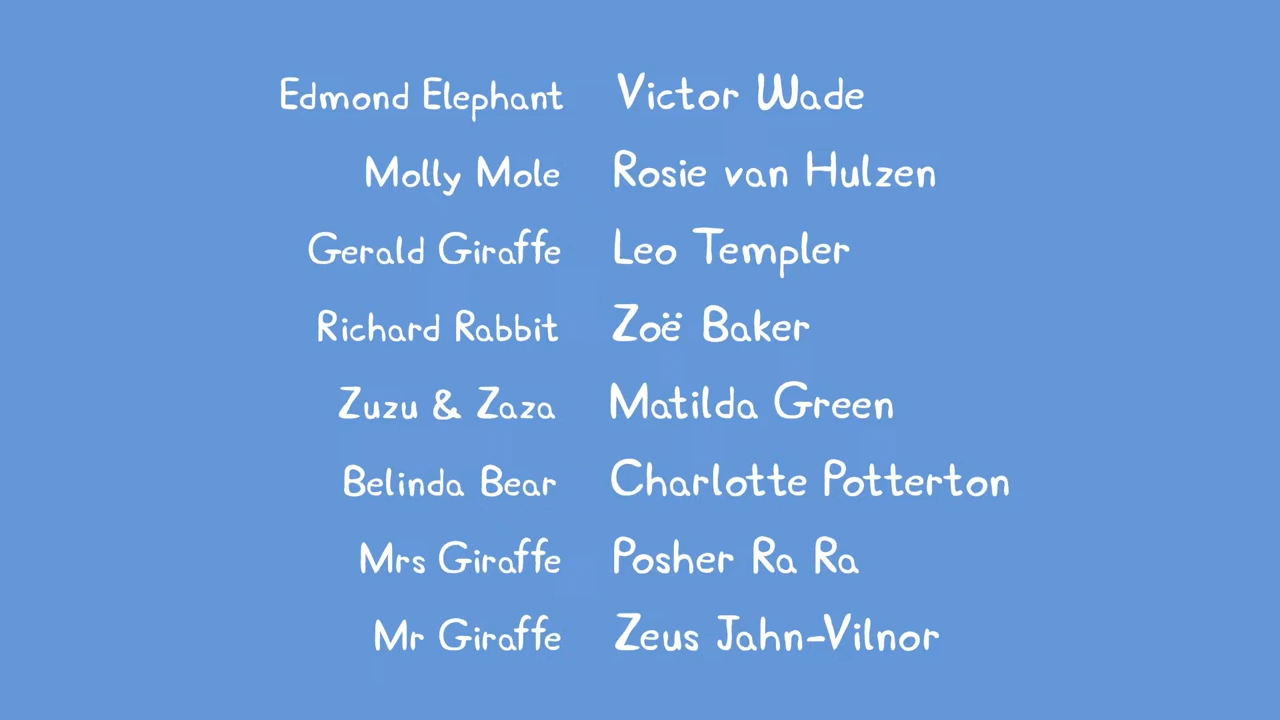 Edmond Elephant Victor Wade
Molly Mole Rosie van Hulzen
Gerald Giraffe Leo Templer
Richard Rabbit Zoë Baker
Zuzu & Zaza Matilda Green
Belinda Bear Charlotte Potterton
Mrs Giraffe Posher Ra Ra
Mr Giraffe Zeus Jahn-Vilnor